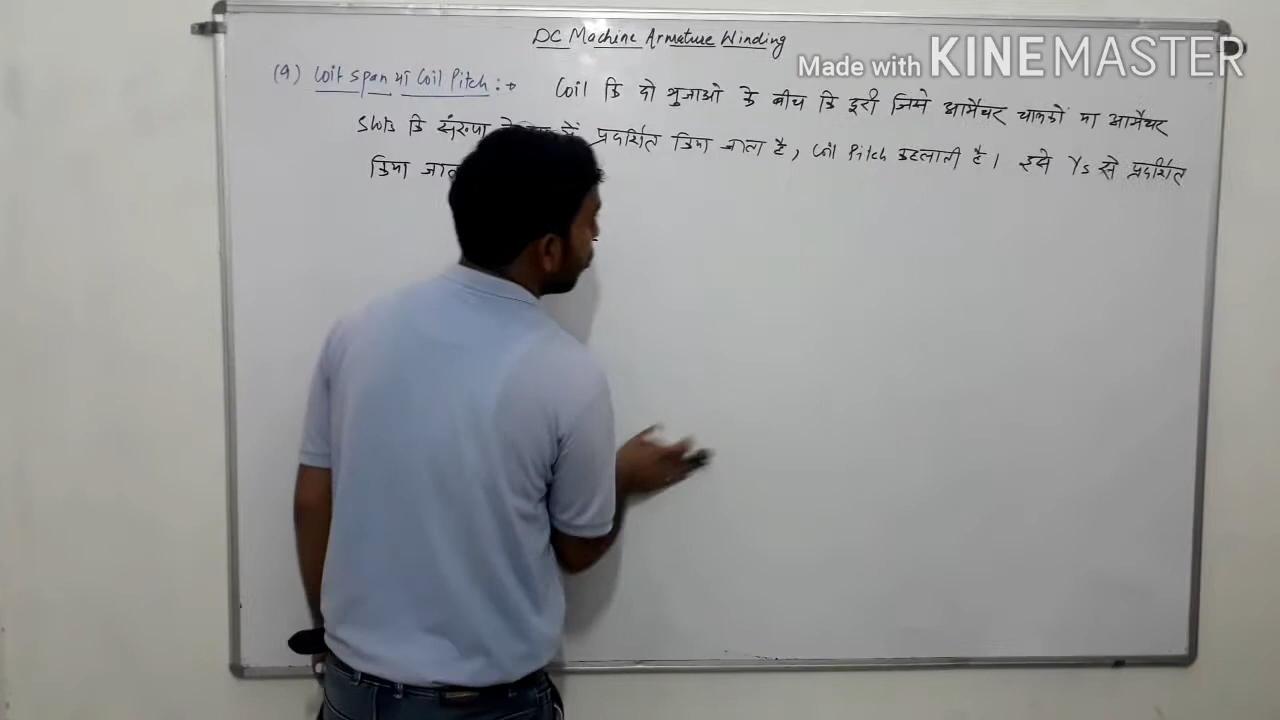 DC Machine Armature Winding
Made with KINEMASTER
(9) Coil span या Coil Pitch :→ Coil कि दो भुजाओ के बीच कि दूरी जिसे आर्मेचर चालकों या आर्मेचर
Slots कि संख्या के में प्रदर्शित किया जाता है, Coil Pitch कहलाती है। इसे Ys से प्रदर्शित
किया